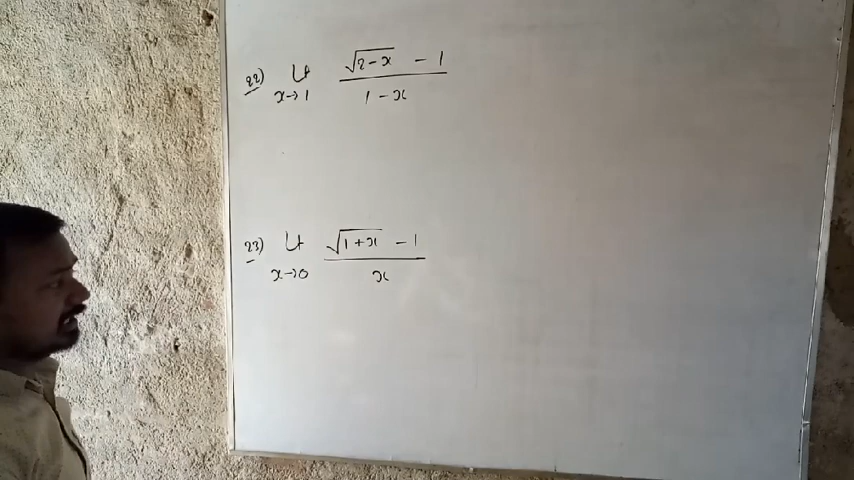 22) Lt √2-x - 1
x→1 1-x
23) Lt √1+x - 1
x→0 x